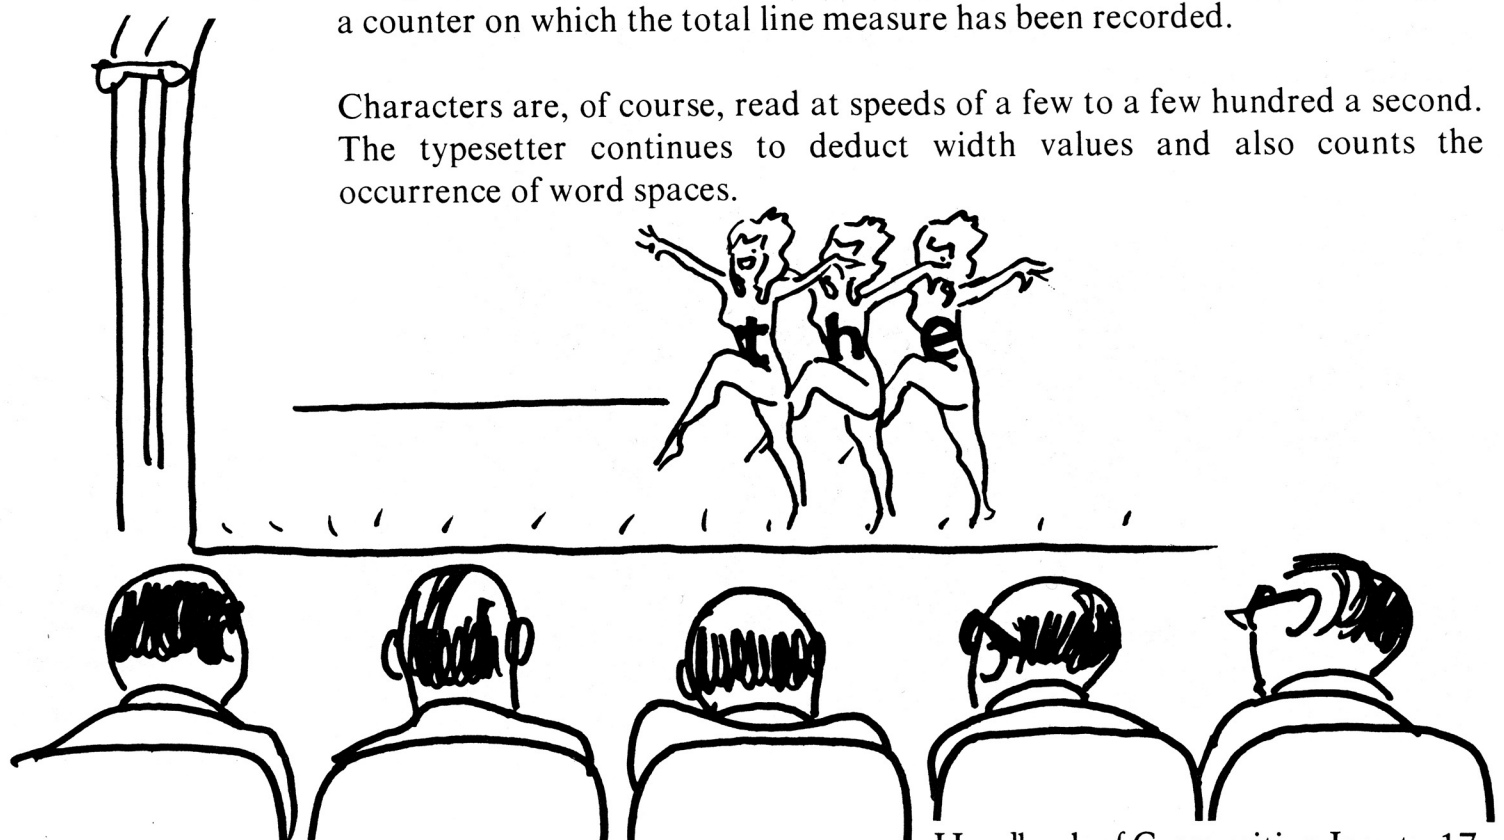 a counter on which the total line measure has been recorded.
Characters are, of course, read at speeds of a few to a few hundred a second.
The typesetter continues to deduct width values and also counts the
occurrence of word spaces.
the
17